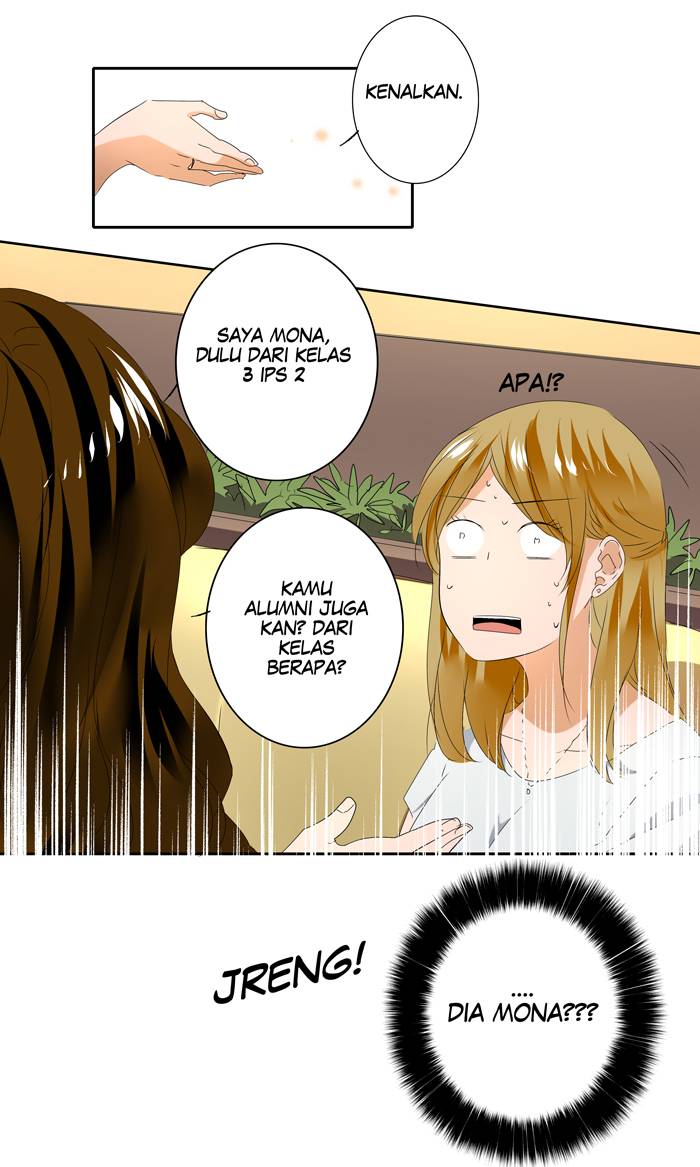 KENALKAN.
SAYA MONA,
DULU DARI KELAS
3 IPS 2
APA!?
KAMU
ALUMNI JUGA
KAN? DARI
KELAS
BERAPA?
JRENG!
....
DIA MONA???